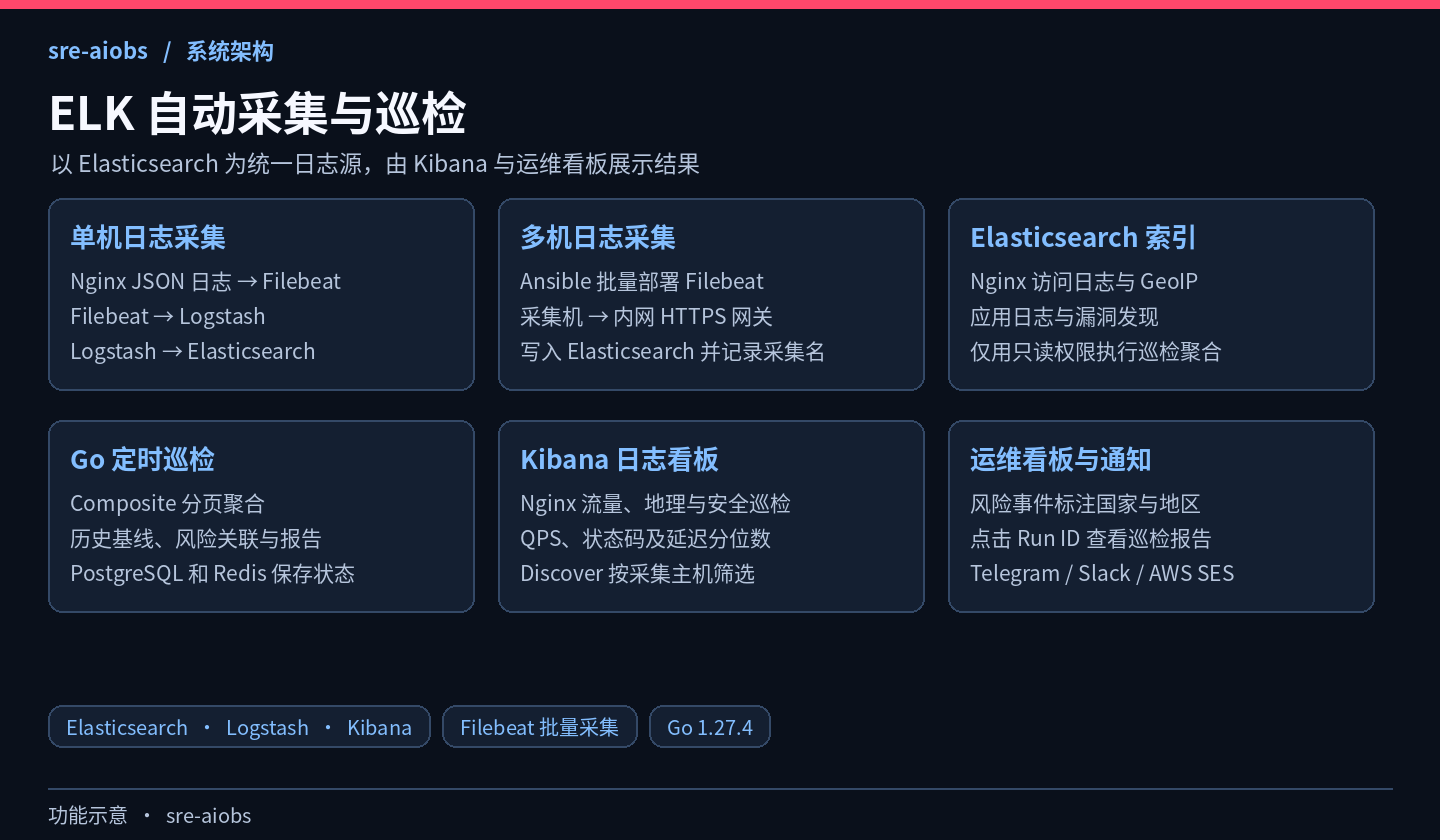 sre-aiobs / 系统架构
ELK 自动采集与巡检
以 Elasticsearch 为统一日志源，由 Kibana 与运维看板展示结果
单机日志采集
Nginx JSON 日志 → Filebeat
Filebeat → Logstash
Logstash → Elasticsearch
多机日志采集
Ansible 批量部署 Filebeat
采集机 → 内网 HTTPS 网关
写入 Elasticsearch 并记录采集名
Elasticsearch 索引
Nginx 访问日志与 GeoIP
应用日志与漏洞发现
仅用只读权限执行巡检聚合
Go 定时巡检
Composite 分页聚合
历史基线、风险关联与报告
PostgreSQL 和 Redis 保存状态
Kibana 日志看板
Nginx 流量、地理与安全巡检
QPS、状态码及延迟分位数
Discover 按采集主机筛选
运维看板与通知
风险事件标注国家与地区
点击 Run ID 查看巡检报告
Telegram / Slack / AWS SES
Elasticsearch · Logstash · Kibana
Filebeat 批量采集
Go 1.27.4
功能示意 · sre-aiobs